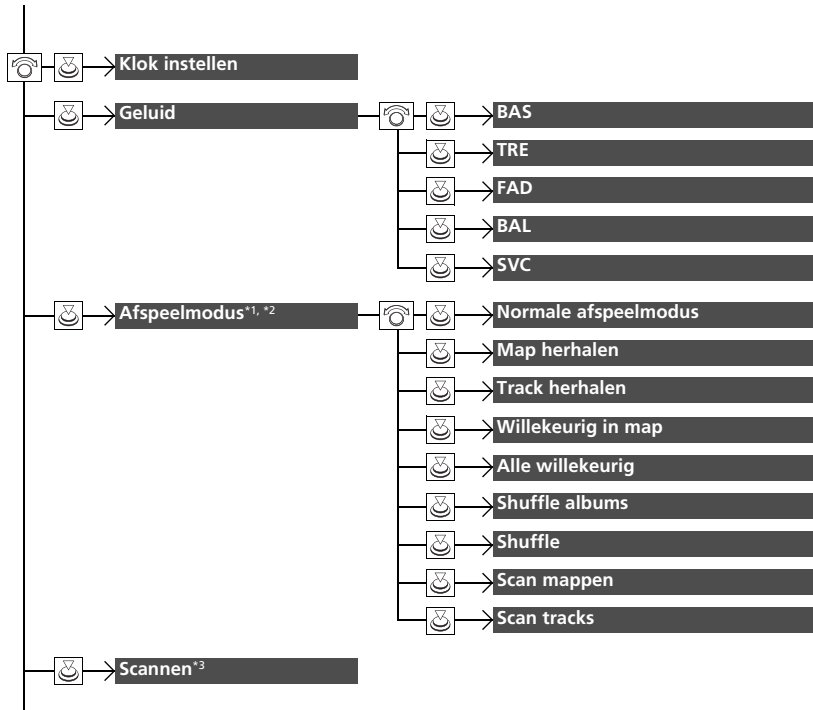 Klok instellen
Geluid
BAS
TRE
FAD
BAL
SVC
Afspeelmodus*1, *2
Normale afspeelmodus
Map herhalen
Track herhalen
Willekeurig in map
Alle willekeurig
Shuffle albums
Shuffle
Scan mappen
Scan tracks
Scannen*3